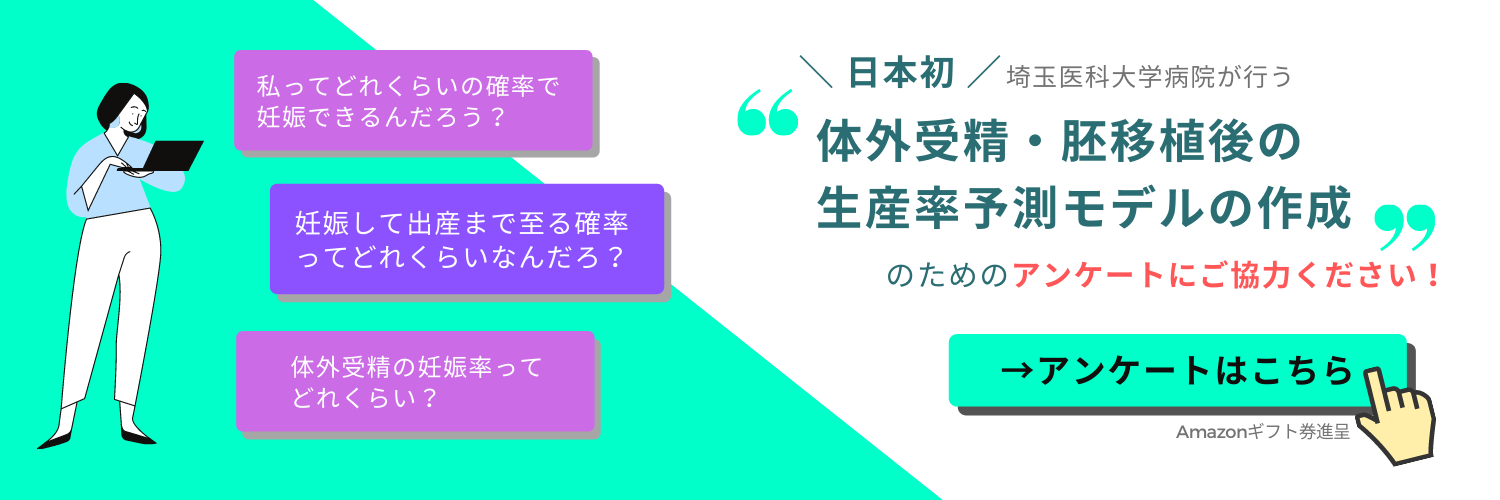 私ってどれくらいの確率で
妊娠できるんだろう？
妊娠して出産まで至る確率
ってどれくらいなんだろ？
体外受精の妊娠率って
どれくらい？
＼ 日本初 ／埼玉医科大学病院が行う
“体外受精・胚移植後の
生産率予測モデルの作成”
のためのアンケートにご協力ください！
→アンケートはこちら
Amazonギフト券進呈